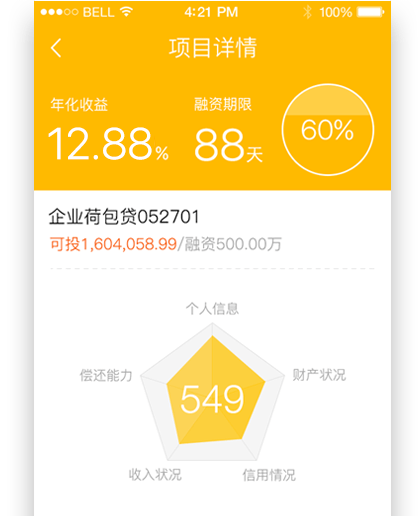 BELL 4:21 PM 100%
项目详情
年化收益 融资期限
12.88% 88天 60%
企业荷包贷052701
可投1,604,058.99/融资500.00万
个人信息
偿还能力 财产状况
549
收入状况 信用情况